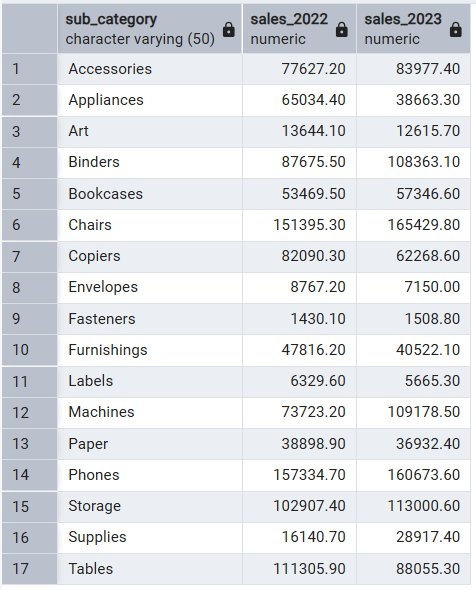 sub_category sales_2022 sales_2023
character varying (50) numeric numeric
1 Accessories 77627.20 83977.40
2 Appliances 65034.40 38663.30
3 Art 13644.10 12615.70
4 Binders 87675.50 108363.10
5 Bookcases 53469.50 57346.60
6 Chairs 151395.30 165429.80
7 Copiers 82090.30 62268.60
8 Envelopes 8767.20 7150.00
9 Fasteners 1430.10 1508.80
10 Furnishings 47816.20 40522.10
11 Labels 6329.60 5665.30
12 Machines 73723.20 109178.50
13 Paper 38898.90 36932.40
14 Phones 157334.70 160673.60
15 Storage 102907.40 113000.60
16 Supplies 16140.70 28917.40
17 Tables 111305.90 88055.30